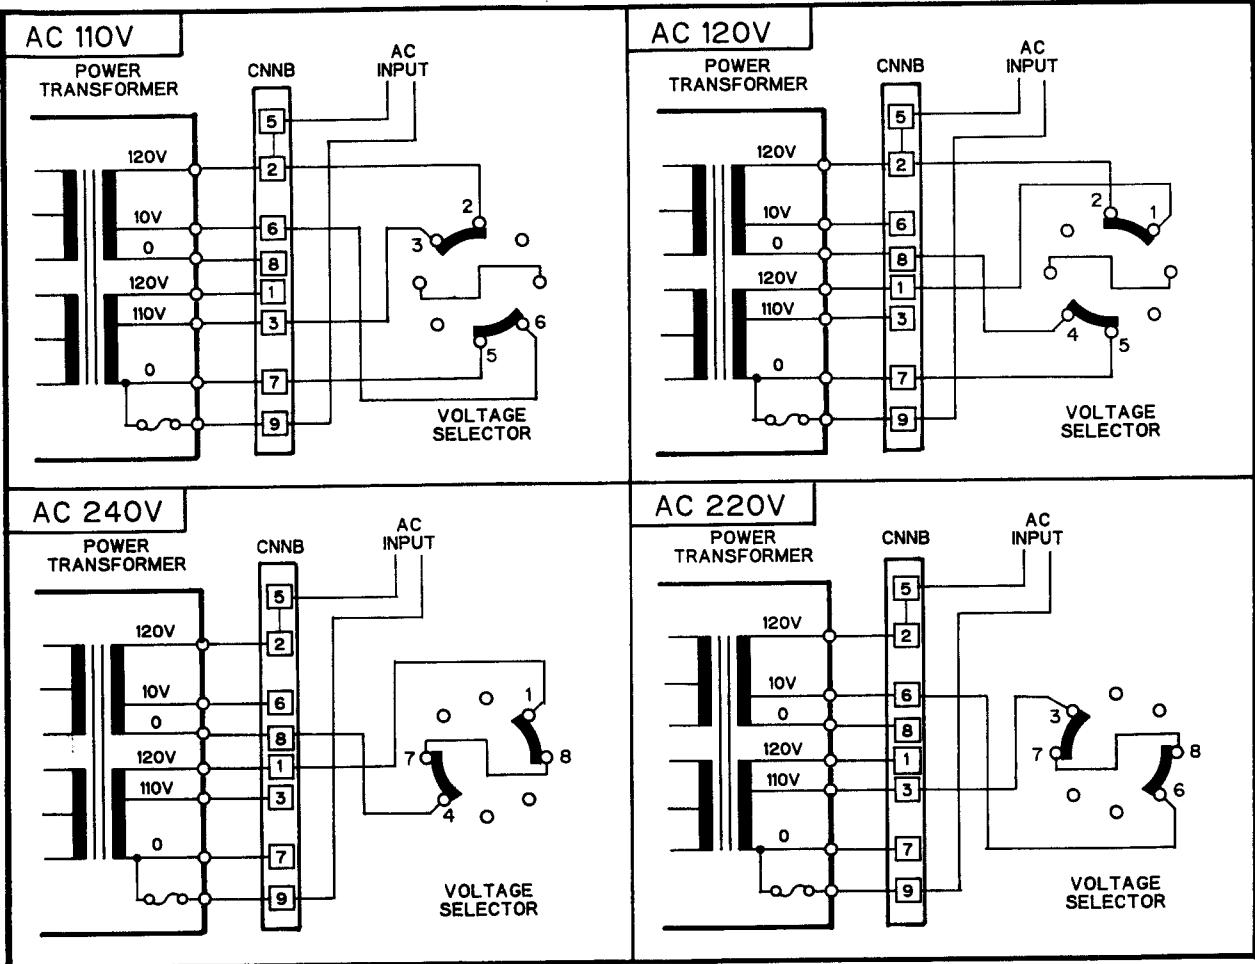 AC 110V
POWER
TRANSFORMER
CNNB
AC
INPUT
5
120V
2
10V
6
0
8
120V
1
110V
3
0
7
9
2
3
6
5
VOLTAGE
SELECTOR
AC 120V
POWER
TRANSFORMER
CNNB
AC
INPUT
5
120V
2
10V
6
0
8
120V
1
110V
3
0
7
9
2
1
4
5
VOLTAGE
SELECTOR
AC 240V
POWER
TRANSFORMER
CNNB
AC
INPUT
5
120V
2
10V
6
0
8
120V
1
110V
3
0
7
9
1
7
8
4
VOLTAGE
SELECTOR
AC 220V
POWER
TRANSFORMER
CNNB
AC
INPUT
5
120V
2
10V
6
0
8
120V
1
110V
3
0
7
9
3
7
8
6
VOLTAGE
SELECTOR